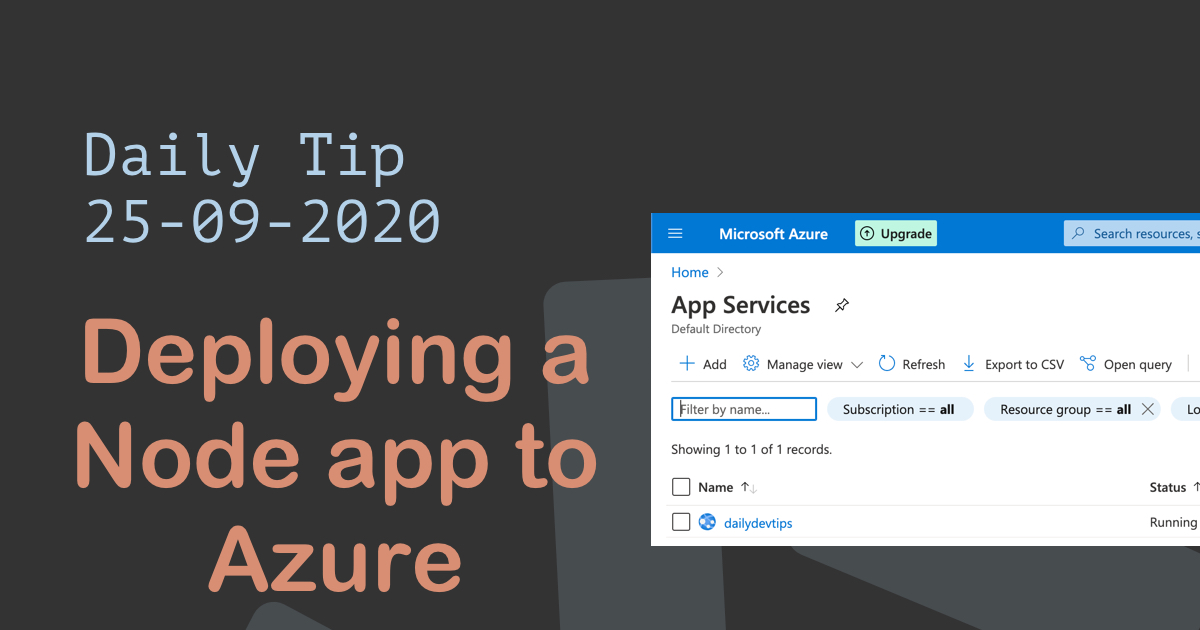 Daily Tip
25-09-2020
Deploying a
Node app to
Azure
Microsoft Azure Upgrade Search resources, s
Home
App Services
Default Directory
Add Manage view Refresh Export to CSV Open query
Filter by name... Subscription == all Resource group == all Lo
Showing 1 to 1 of 1 records.
Name ↑↓ Status ↑
dailydevtips Running